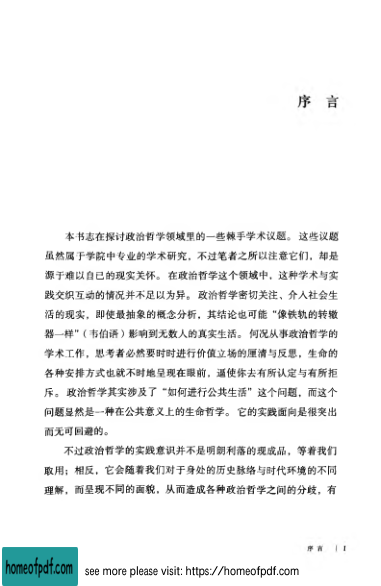 序 言
本书志在探讨政治哲学领域里的一些棘手学术议题。 这些议题
虽然属于学院中专业的学术研究，不过笔者之所以注意它们，却是
源于难以自已的现实关怀。 在政治哲学这个领域中，这种学术与实
践交织互动的情况并不足以为异。 政治哲学密切关注、介入社会生
活的现实，即使最抽象的概念分析，其结论也可能“像铁轨的转辙
器一样”（韦伯语）影响到无数人的真实生活。 何况从事政治哲学的
学术工作，思考者必然要时时进行价值立场的厘清与反思，生命的
各种安排方式也就不时地呈现在眼前，逼使你去有所认定与有所拒
斥。 政治哲学其实涉及了“如何进行公共生活”这个问题，而这个
问题显然是一种在公共意义上的生命哲学。 它的实践面向是很突出
而无可回避的。
不过政治哲学的实践意识并不是明朗利落的现成品，等着我们
取用；相反，它会随着我们对于身处的历史脉络与时代环境的不同
理解，而呈现不同的面貌，从而造成各种政治哲学之间的分歧，有
序 言 | I
homeofpdf.com
see more please visit: https://homeofpdf.com